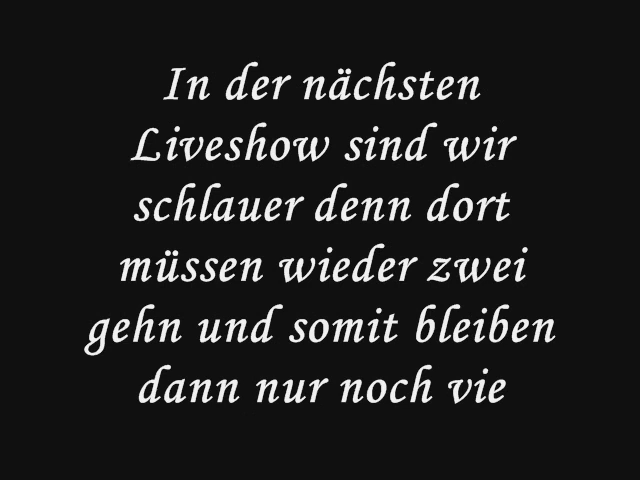 In der nächsten
Liveshow sind wir
schlauer denn dort
müssen wieder zwei
gehn und somit bleiben
dann nur noch vie